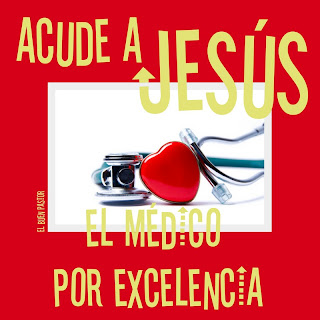 ACUDE A
JESÚS
EL BUEN PASTOR
EL MÉDICO
POR EXCELENCIA